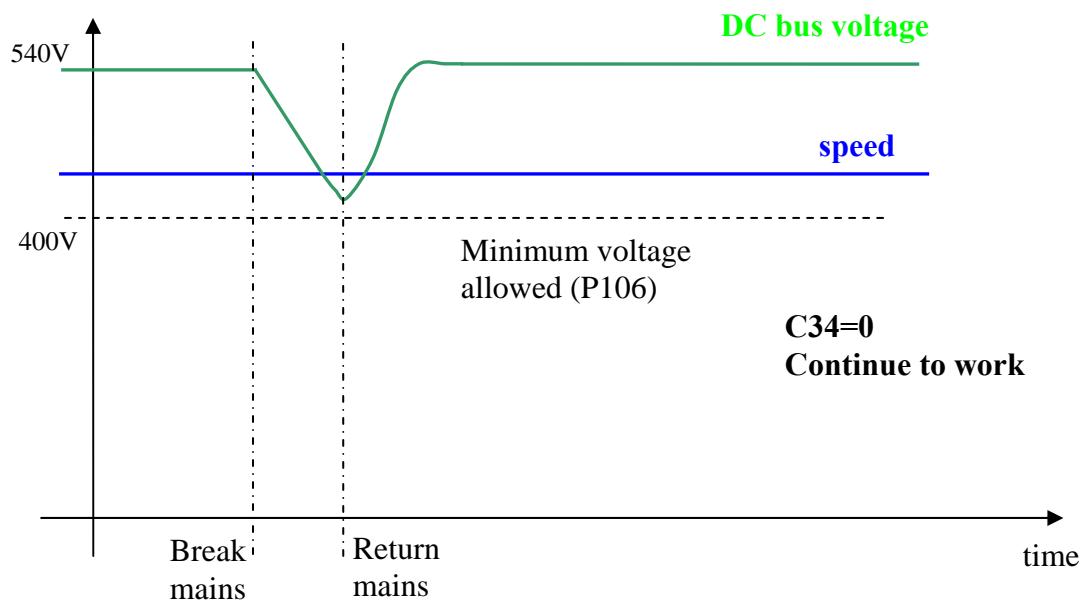 DC bus voltage
540V
speed
400V
Minimum voltage
allowed (P106)
C34=0
Continue to work
Break
mains
Return
mains
time